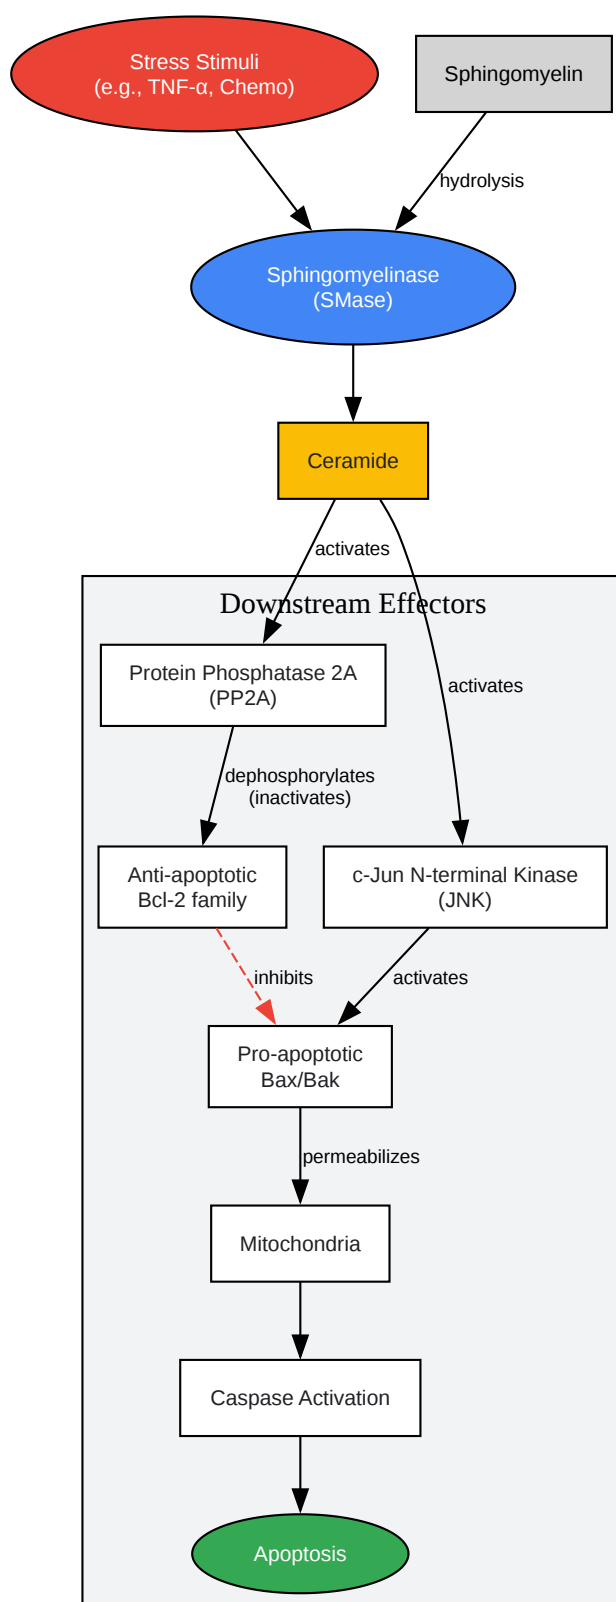 Stress Stimuli
(e.g., TNF-α, Chemo)
Sphingomyelin
hydrolysis
Sphingomyelinase
(SMase)
Ceramide
activates
Downstream Effectors
Protein Phosphatase 2A
(PP2A)
activates
dephosphorylates
(inactivates)
Anti-apoptotic
Bcl-2 family
c-Jun N-terminal Kinase
(JNK)
inhibits
activates
Pro-apoptotic
Bax/Bak
permeabilizes
Mitochondria
Caspase Activation
Apoptosis